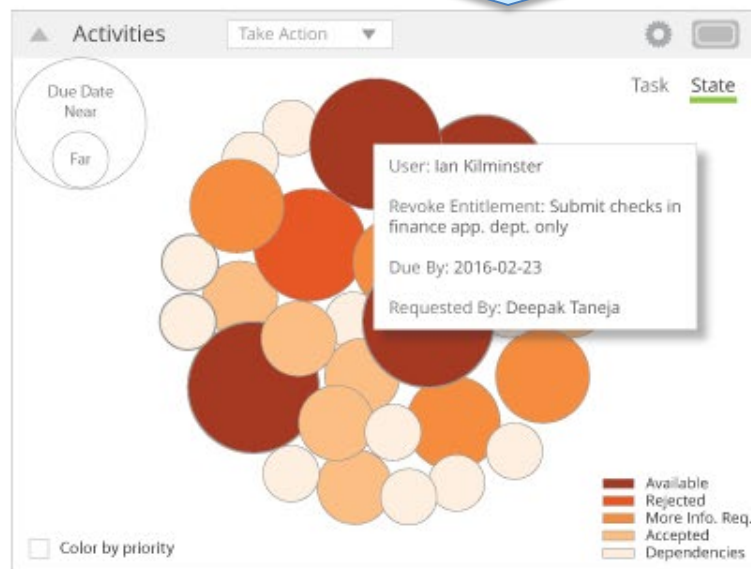 Activities
Take Action
Due Date
Near
Far
Task State
User: Ian Kilminster
Revoke Entitlement: Submit checks in
finance app. dept. only
Due By: 2016-02-23
Requested By: Deepak Taneja
Available
Rejected
More Info. Req.
Accepted
Dependencies
Color by priority